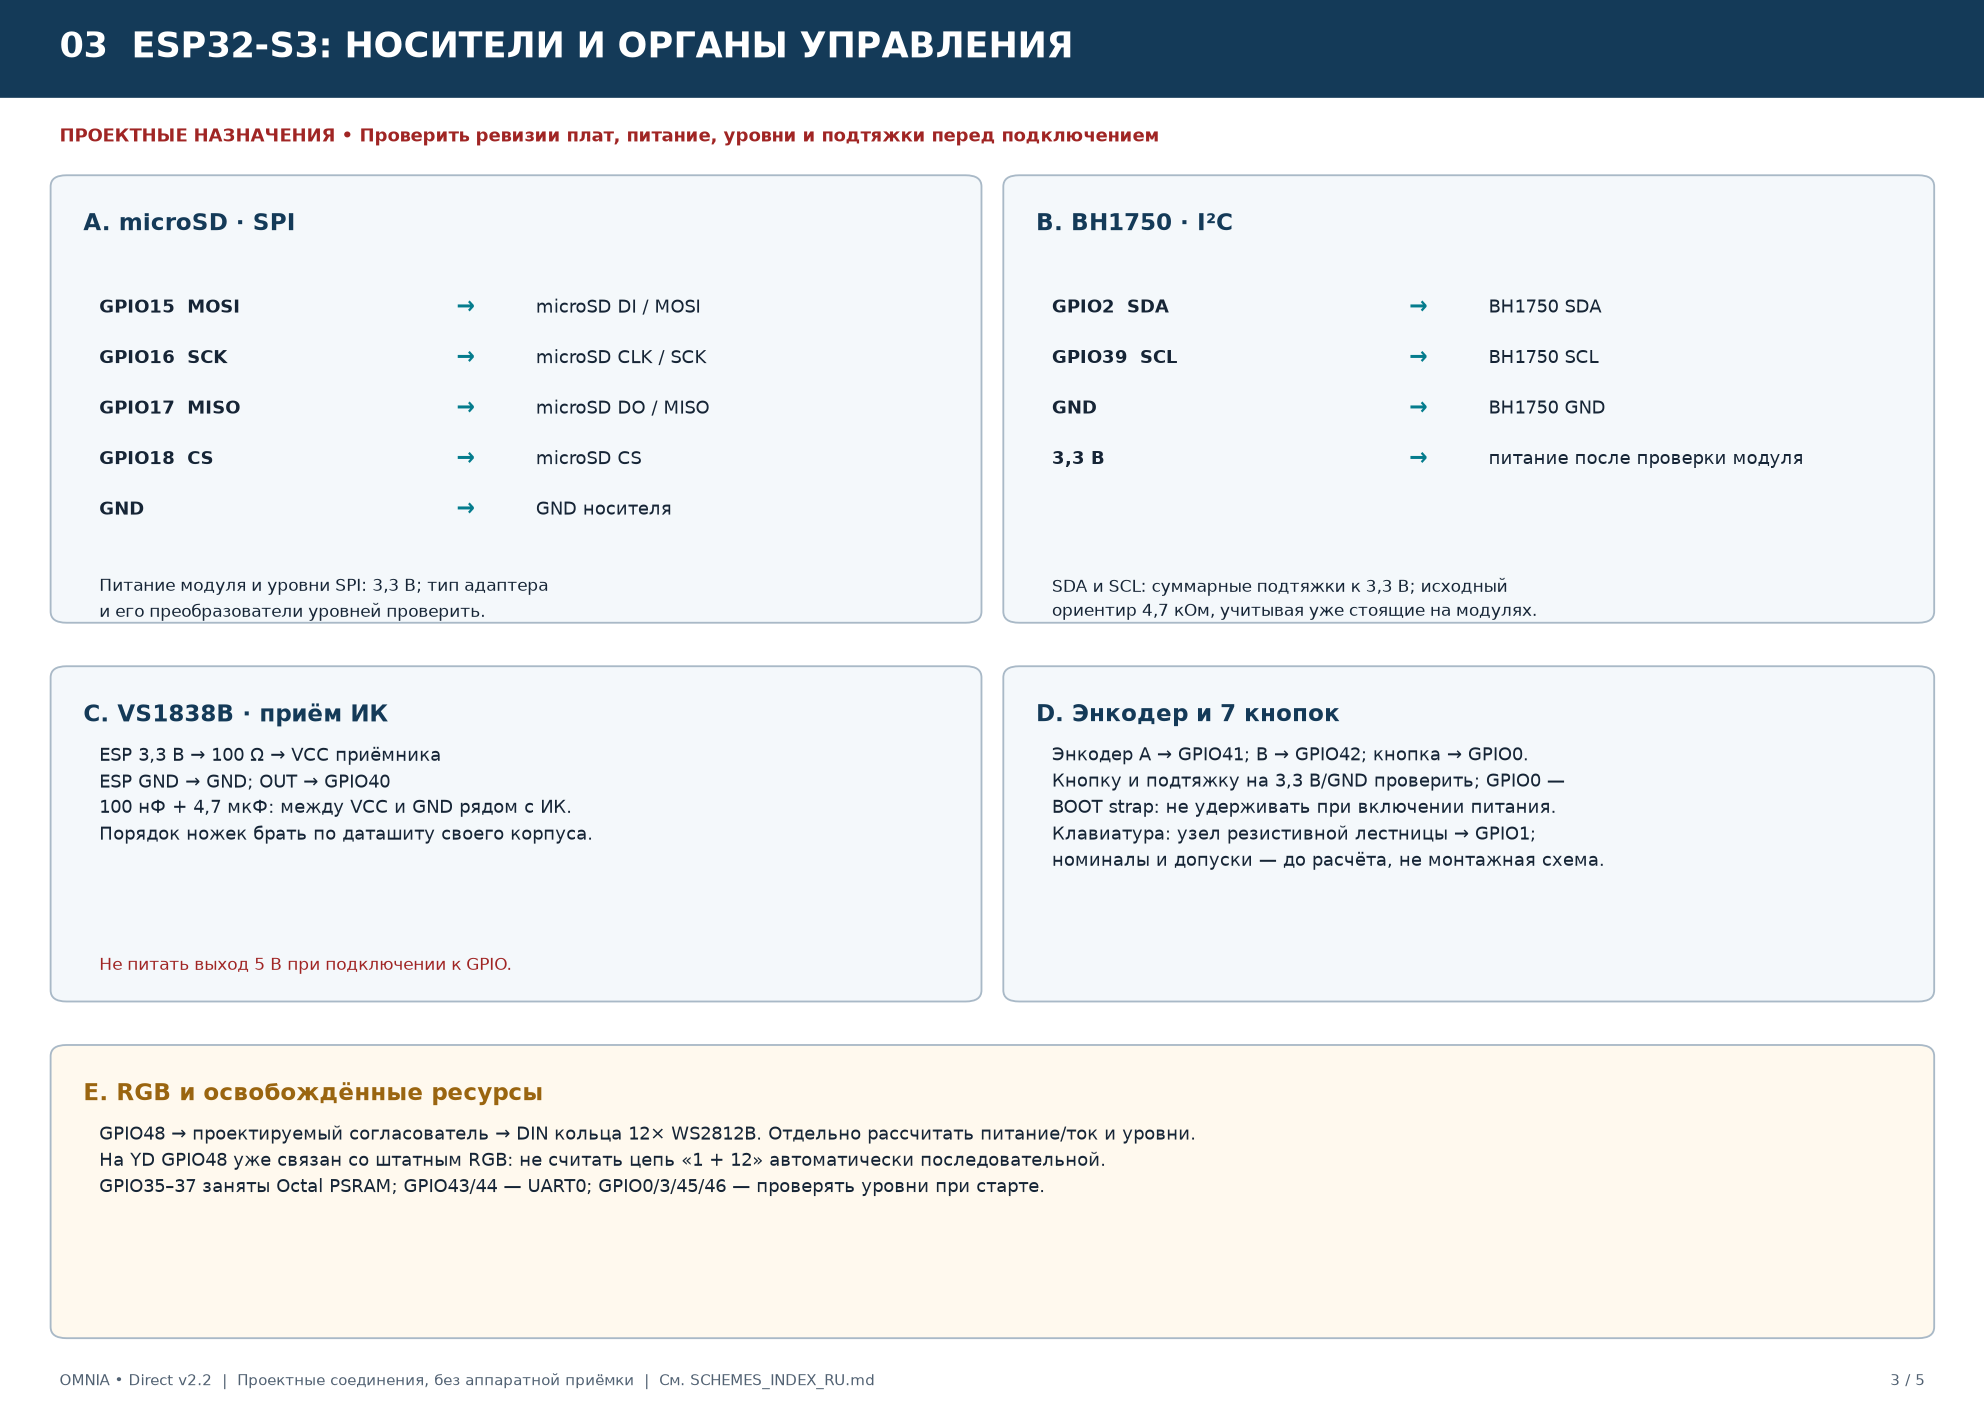 03 ESP32-S3: НОСИТЕЛИ И ОРГАНЫ УПРАВЛЕНИЯ
ПРОЕКТНЫЕ НАЗНАЧЕНИЯ • Проверить ревизии плат, питание, уровни и подтяжки перед подключением
A. microSD · SPI
GPIO15 MOSI → microSD DI / MOSI
GPIO16 SCK → microSD CLK / SCK
GPIO17 MISO → microSD DO / MISO
GPIO18 CS → microSD CS
GND → GND носителя
Питание модуля и уровни SPI: 3,3 В; тип адаптера
и его преобразователи уровней проверить.
B. BH1750 · I²C
GPIO2 SDA → BH1750 SDA
GPIO39 SCL → BH1750 SCL
GND → BH1750 GND
3,3 В → питание после проверки модуля
SDA и SCL: суммарные подтяжки к 3,3 В; исходный
ориентир 4,7 кОм, учитывая уже стоящие на модулях.
C. VS1838B · приём ИК
ESP 3,3 В → 100 Ω → VCC приёмника
ESP GND → GND; OUT → GPIO40
100 нФ + 4,7 мкФ: между VCC и GND рядом с ИК.
Порядок ножек брать по даташиту своего корпуса.
Не питать выход 5 В при подключении к GPIO.
D. Энкодер и 7 кнопок
Энкодер A → GPIO41; B → GPIO42; кнопка → GPIO0.
Кнопку и подтяжку на 3,3 В/GND проверить; GPIO0 —
BOOT strap: не удерживать при включении питания.
Клавиатура: узел резистивной лестницы → GPIO1;
номиналы и допуски — до расчёта, не монтажная схема.
E. RGB и освобождённые ресурсы
GPIO48 → проектируемый согласователь → DIN кольца 12× WS2812B. Отдельно рассчитать питание/ток и уровни.
На YD GPIO48 уже связан со штатным RGB: не считать цепь «1 + 12» автоматически последовательной.
GPIO35–37 заняты Octal PSRAM; GPIO43/44 — UART0; GPIO0/3/45/46 — проверять уровни при старте.
OMNIA • Direct v2.2 | Проектные соединения, без аппаратной приёмки | См. SCHEMES_INDEX_RU.md
3 / 5